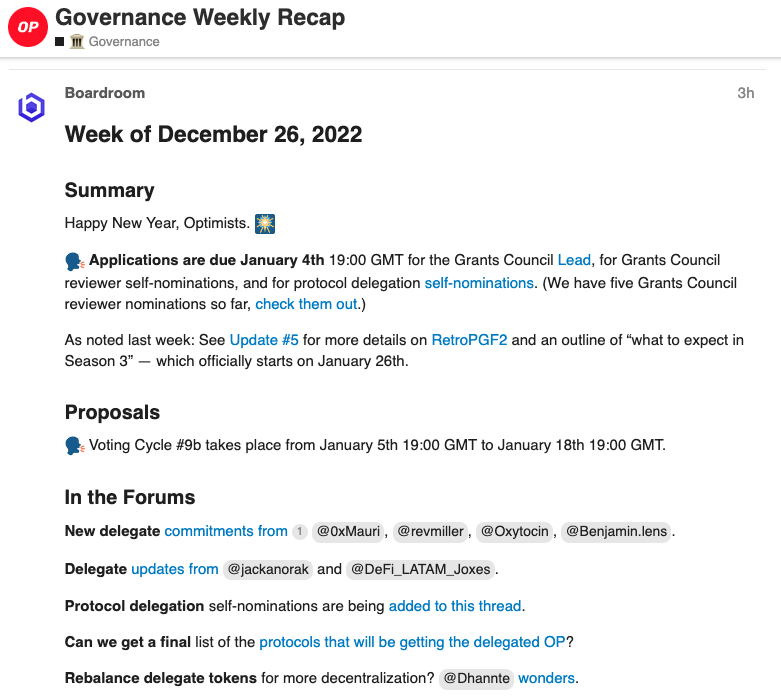 OP
Governance Weekly Recap
Governance
Boardroom
3h
Week of December 26, 2022
Summary
Happy New Year, Optimists.
Applications are due January 4th 19:00 GMT for the Grants Council Lead, for Grants Council
reviewer self-nominations, and for protocol delegation self-nominations. (We have five Grants Council
reviewer nominations so far, check them out.)
As noted last week: See Update #5 for more details on RetroPGF2 and an outline of “what to expect in
Season 3” — which officially starts on January 26th.
Proposals
Voting Cycle #9b takes place from January 5th 19:00 GMT to January 18th 19:00 GMT.
In the Forums
New delegate commitments from 1 @0xMauri, @revmiller, @Oxytocin, @Benjamin.lens.
Delegate updates from @jackanorak and @DeFi_LATAM_Joxes.
Protocol delegation self-nominations are being added to this thread.
Can we get a final list of the protocols that will be getting the delegated OP?
Rebalance delegate tokens for more decentralization? @Dhannte wonders.